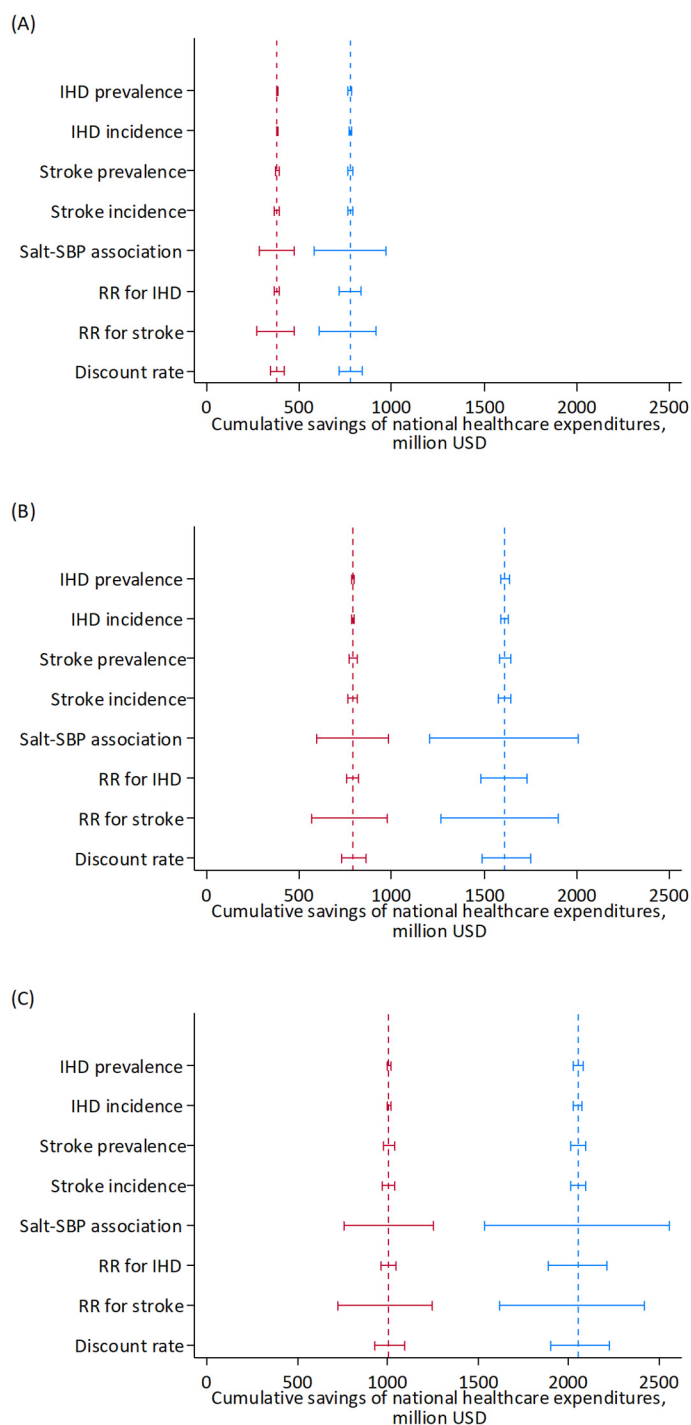 (A)
IHD prevalence
IHD incidence
Stroke prevalence
Stroke incidence
Salt-SBP association
RR for IHD
RR for stroke
Discount rate
0 500 1000 1500 2000 2500
Cumulative savings of national healthcare expenditures,
million USD
(B)
IHD prevalence
IHD incidence
Stroke prevalence
Stroke incidence
Salt-SBP association
RR for IHD
RR for stroke
Discount rate
0 500 1000 1500 2000 2500
Cumulative savings of national healthcare expenditures,
million USD
(C)
IHD prevalence
IHD incidence
Stroke prevalence
Stroke incidence
Salt-SBP association
RR for IHD
RR for stroke
Discount rate
0 500 1000 1500 2000 2500
Cumulative savings of national healthcare expenditures,
million USD